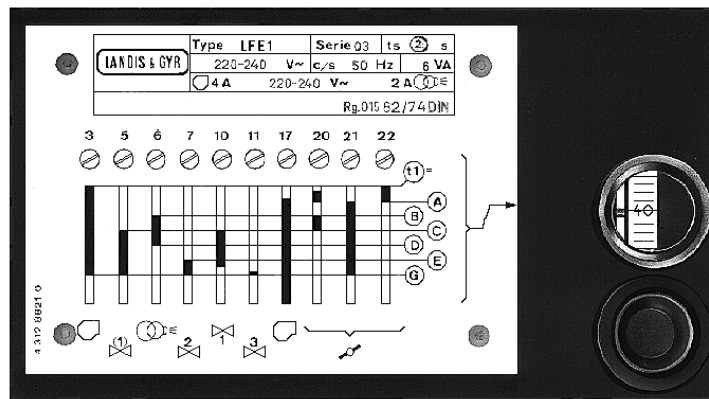 LANDIS & GYR
Type LFE1 Serie 03 ts 2 s
220-240 V~ c/s 50 Hz 6 VA
4 A 220-240 V~ 2 A
Rg.015 82/74 DIN
3 5 6 7 10 11 17 20 21 22
t1=
A
B
C
D
E
G
40
4 312 8821 0
(1) 2 1 3